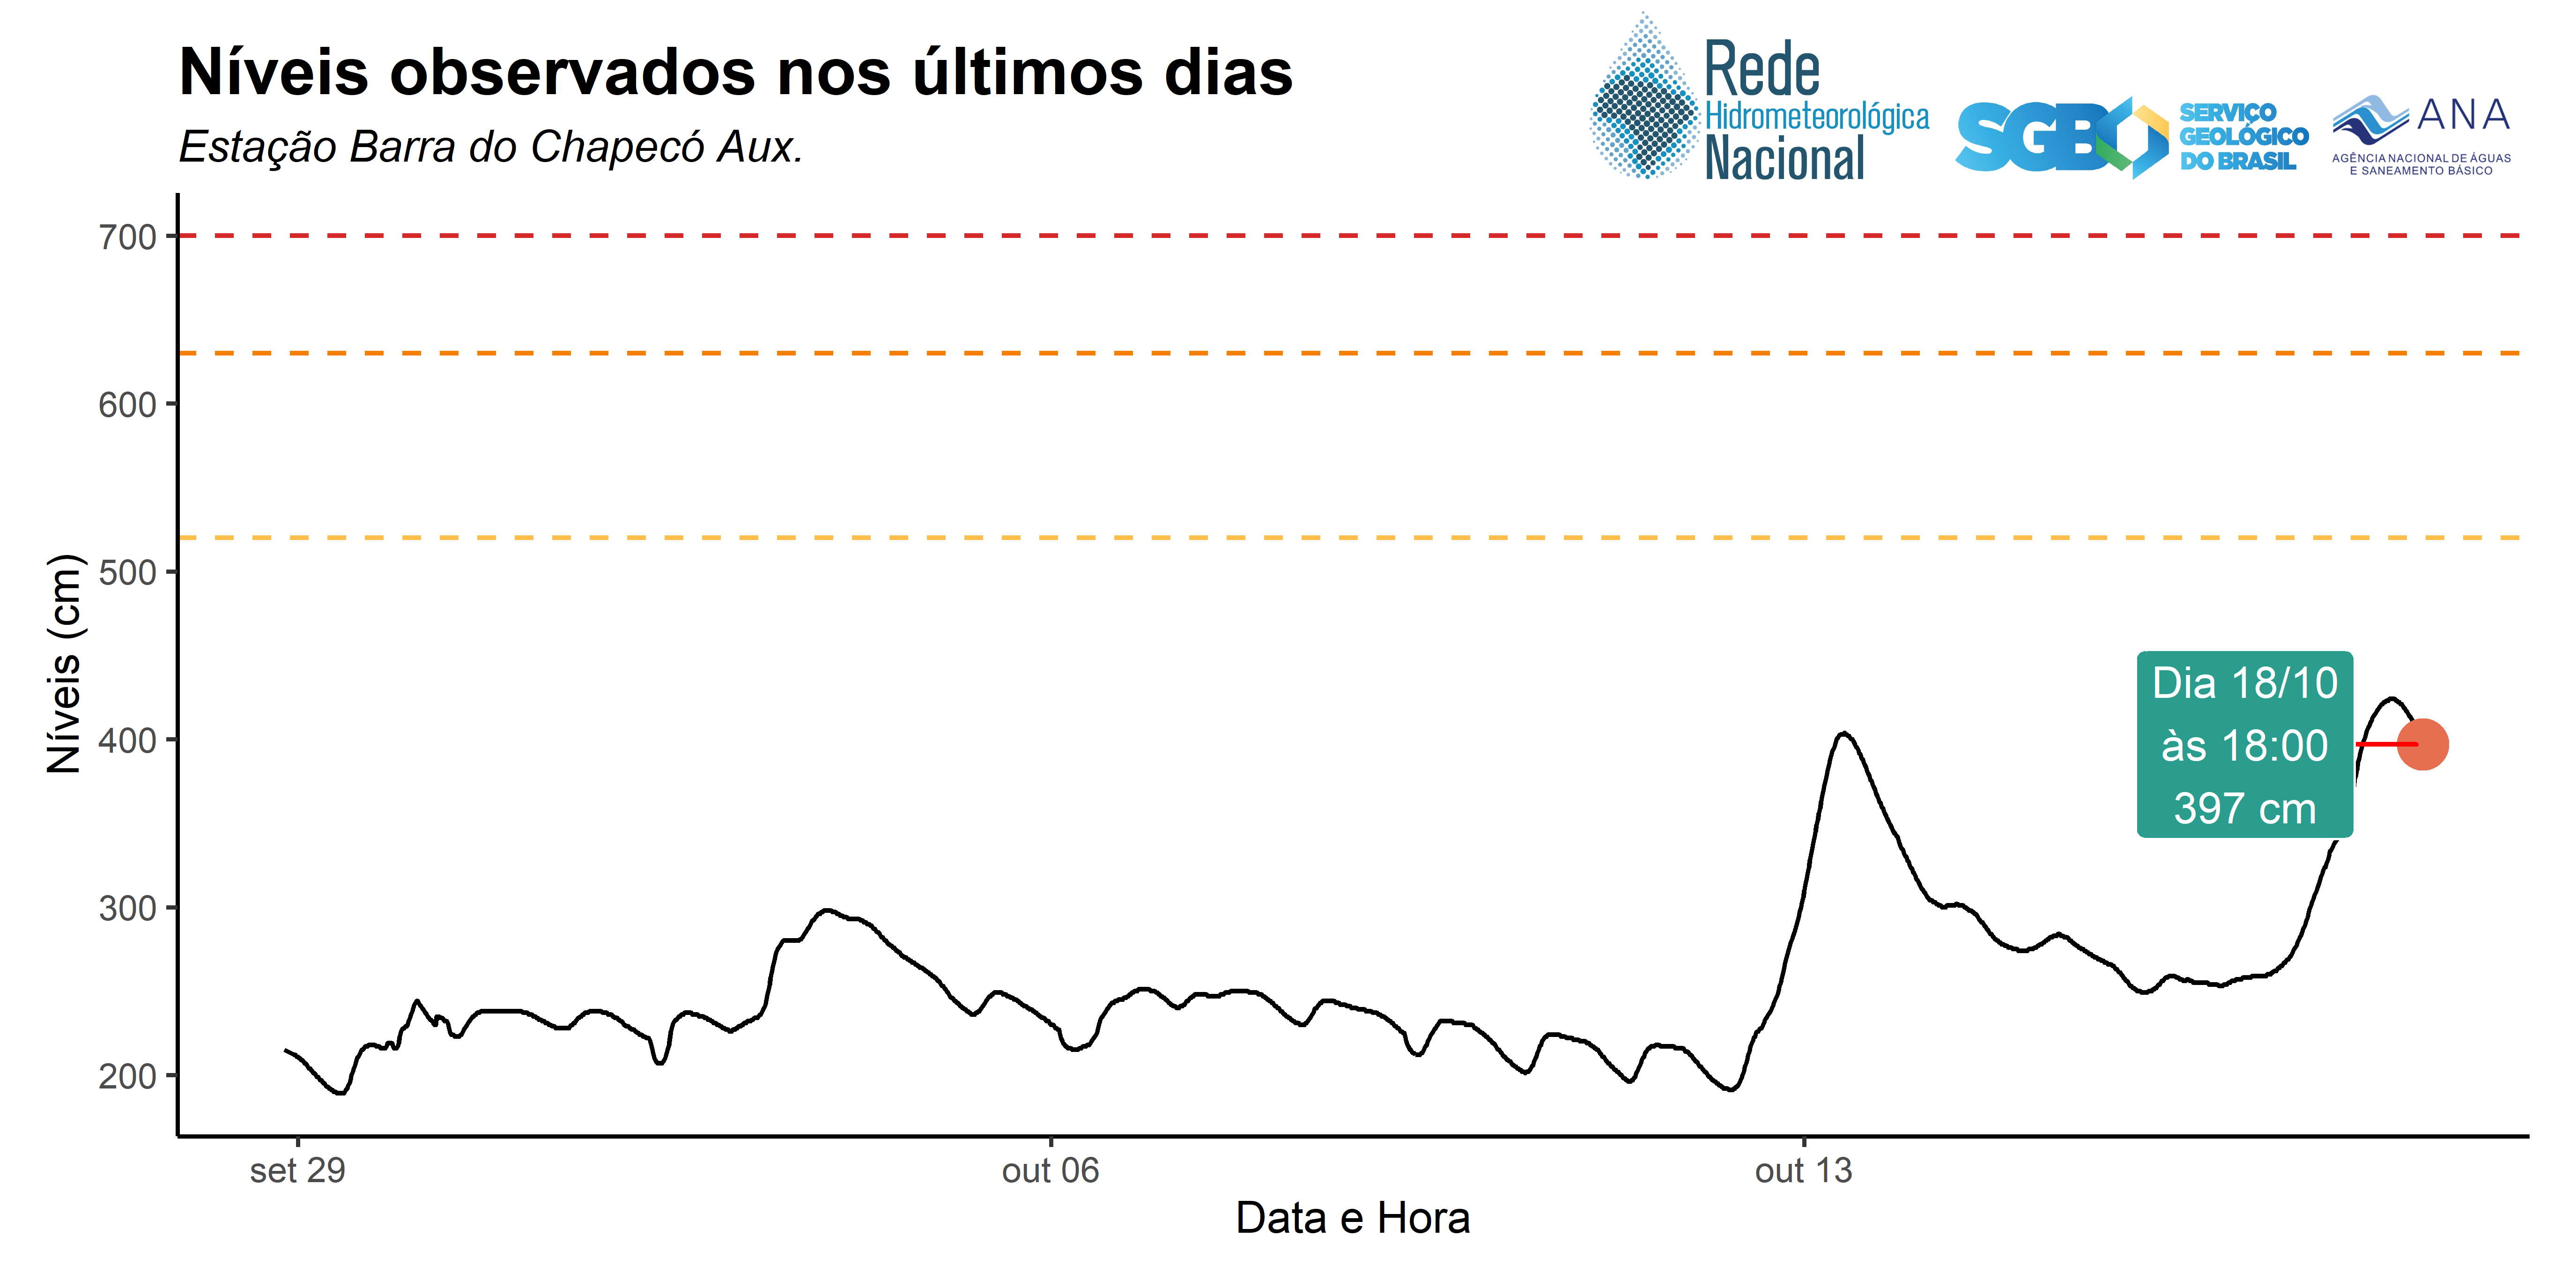 Níveis observados nos últimos dias
Estação Barra do Chapecó Aux.
Rede
Hidrometeorológica
Nacional
SGB
SERVIÇO
GEOLÓGICO
DO BRASIL
ANA
AGÊNCIA NACIONAL DE ÁGUAS
E SANEAMENTO BÁSICO
Níveis (cm)
700
600
500
400
300
200
Dia 18/10
às 18:00
397 cm
set 29
out 06
out 13
Data e Hora